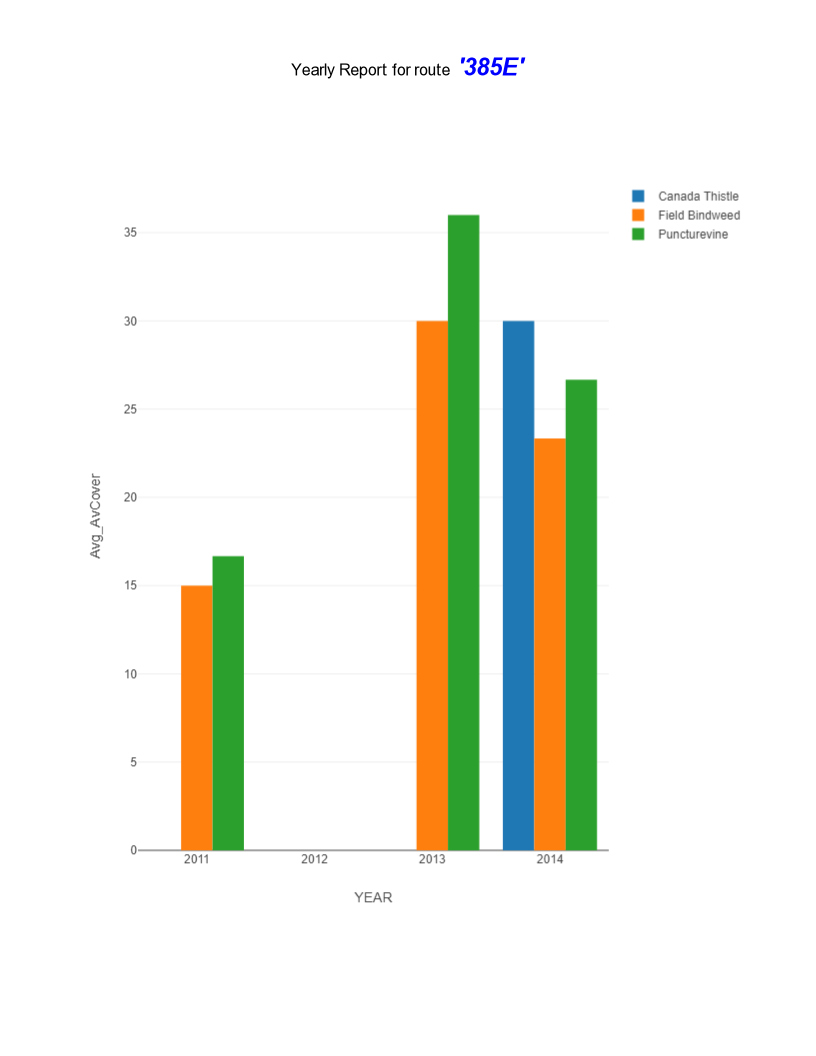 Yearly Report for route '385E'
Canada Thistle
Field Bindweed
Puncturevine
35
30
25
20
15
10
5
0
Avg_AvCover
2011 2012 2013 2014
YEAR